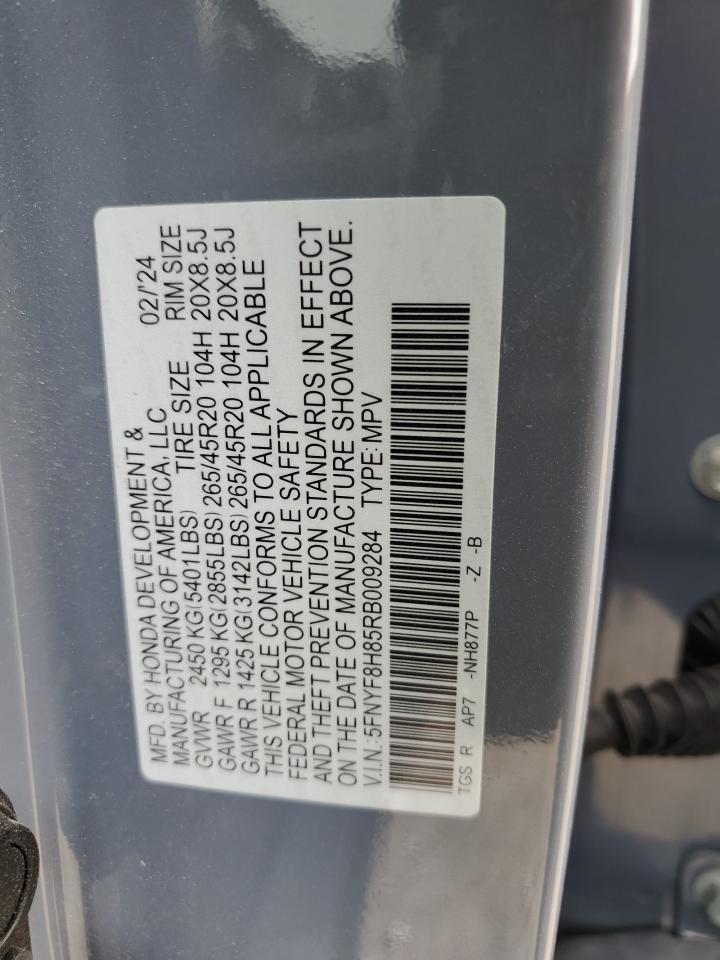 MFD. BY HONDA DEVELOPMENT & 02/'24
MANUFACTURING OF AMERICA, LLC
GVWR 2450 KG(5401LBS) TIRE SIZE RIM SIZE
GAWR F 1295 KG(2855LBS) 265/45R20 104H 20X8.5J
GAWR R 1425 KG(3142LBS) 265/45R20 104H 20X8.5J
THIS VEHICLE CONFORMS TO ALL APPLICABLE
FEDERAL MOTOR VEHICLE SAFETY
AND THEFT PREVENTION STANDARDS IN EFFECT
ON THE DATE OF MANUFACTURE SHOWN ABOVE.
V.I.N.: 5FNYF8H85RB009284 TYPE: MPV
TGS R AP7 -NH877P -Z -B